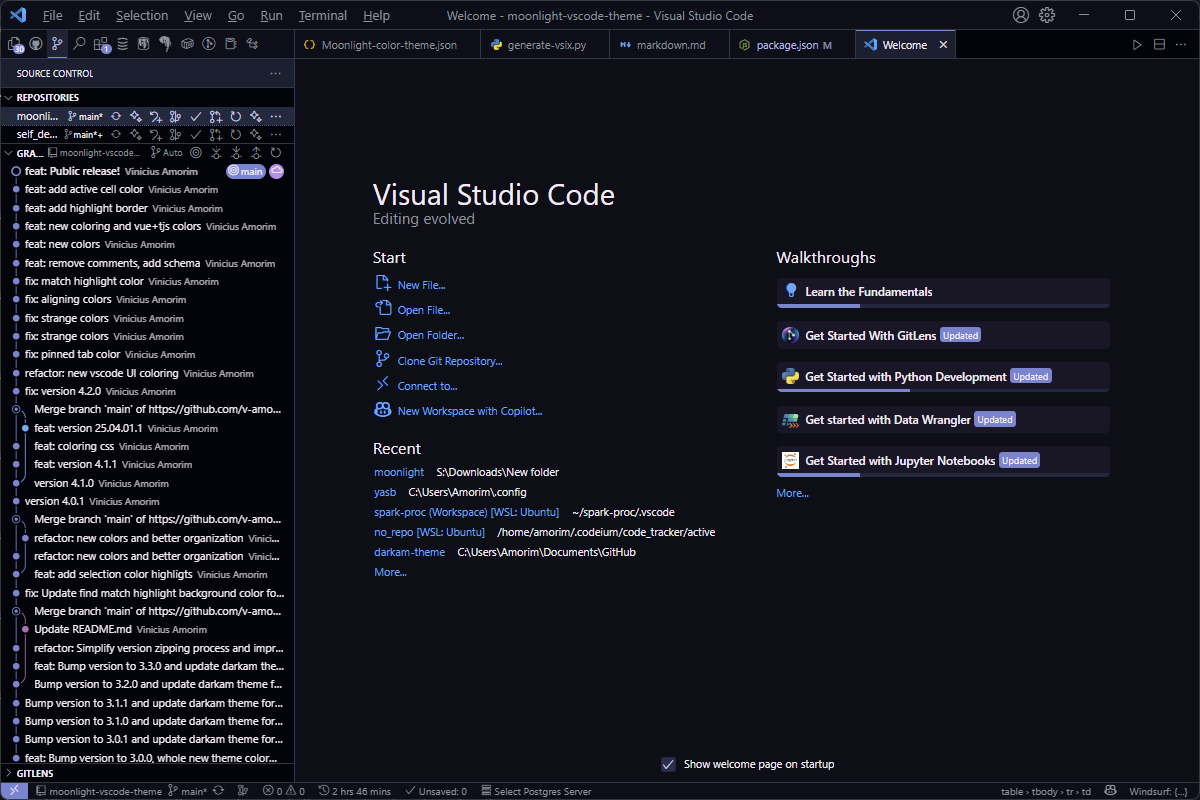 File Edit Selection View Go Run Terminal Help Welcome - moonlight-vscode-theme - Visual Studio Code
30 1 Moonlight-color-theme.json generate-vsix.py markdown.md package.json M Welcome
SOURCE CONTROL
REPOSITORIES
moonli... main*
self_de... main*+
GRA... moonlight-vscode... Auto
feat: Public release! Vinicius Amorim main
feat: add active cell color Vinicius Amorim
feat: add highlight border Vinicius Amorim
feat: new coloring and vue+tjs colors Vinicius Amorim
feat: new colors Vinicius Amorim
feat: remove comments, add schema Vinicius Amorim
fix: match highlight color Vinicius Amorim
fix: aligning colors Vinicius Amorim
fix: strange colors Vinicius Amorim
fix: strange colors Vinicius Amorim
fix: pinned tab color Vinicius Amorim
refactor: new vscode UI coloring Vinicius Amorim
fix: version 4.2.0 Vinicius Amorim
Merge branch 'main' of https://github.com/v-amo...
feat: version 25.04.01.1 Vinicius Amorim
feat: coloring css Vinicius Amorim
feat: version 4.1.1 Vinicius Amorim
version 4.1.0 Vinicius Amorim
version 4.0.1 Vinicius Amorim
Merge branch 'main' of https://github.com/v-amo...
refactor: new colors and better organization Vinici...
refactor: new colors and better organization Vinici...
feat: add selection color highligts Vinicius Amorim
fix: Update find match highlight background color fo...
Merge branch 'main' of https://github.com/v-amo...
Update README.md Vinicius Amorim
refactor: Simplify version zipping process and impr...
feat: Bump version to 3.3.0 and update darkam the...
Bump version to 3.2.0 and update darkam theme f...
Bump version to 3.1.1 and update darkam theme for...
Bump version to 3.1.0 and update darkam theme for...
Bump version to 3.0.1 and update darkam theme for...
feat: Bump version to 3.0.0, whole new theme color...
GITLENS
Visual Studio Code
Editing evolved
Start
New File...
Open File...
Open Folder...
Clone Git Repository...
Connect to...
New Workspace with Copilot...
Recent
moonlight S:\Downloads\New folder
yasb C:\Users\Amorim\.config
spark-proc (Workspace) [WSL: Ubuntu] ~/spark-proc/.vscode
no_repo [WSL: Ubuntu] /home/amorim/.codeium/code_tracker/active
darkam-theme C:\Users\Amorim\Documents\GitHub
More...
Walkthroughs
Learn the Fundamentals
Get Started With GitLens Updated
Get Started with Python Development Updated
Get started with Data Wrangler Updated
Get Started with Jupyter Notebooks Updated
More...
Show welcome page on startup
moonlight-vscode-theme main* 0 0 2 hrs 46 mins Unsaved: 0 Select Postgres Server table › tbody › tr › td Windsurf: {...}